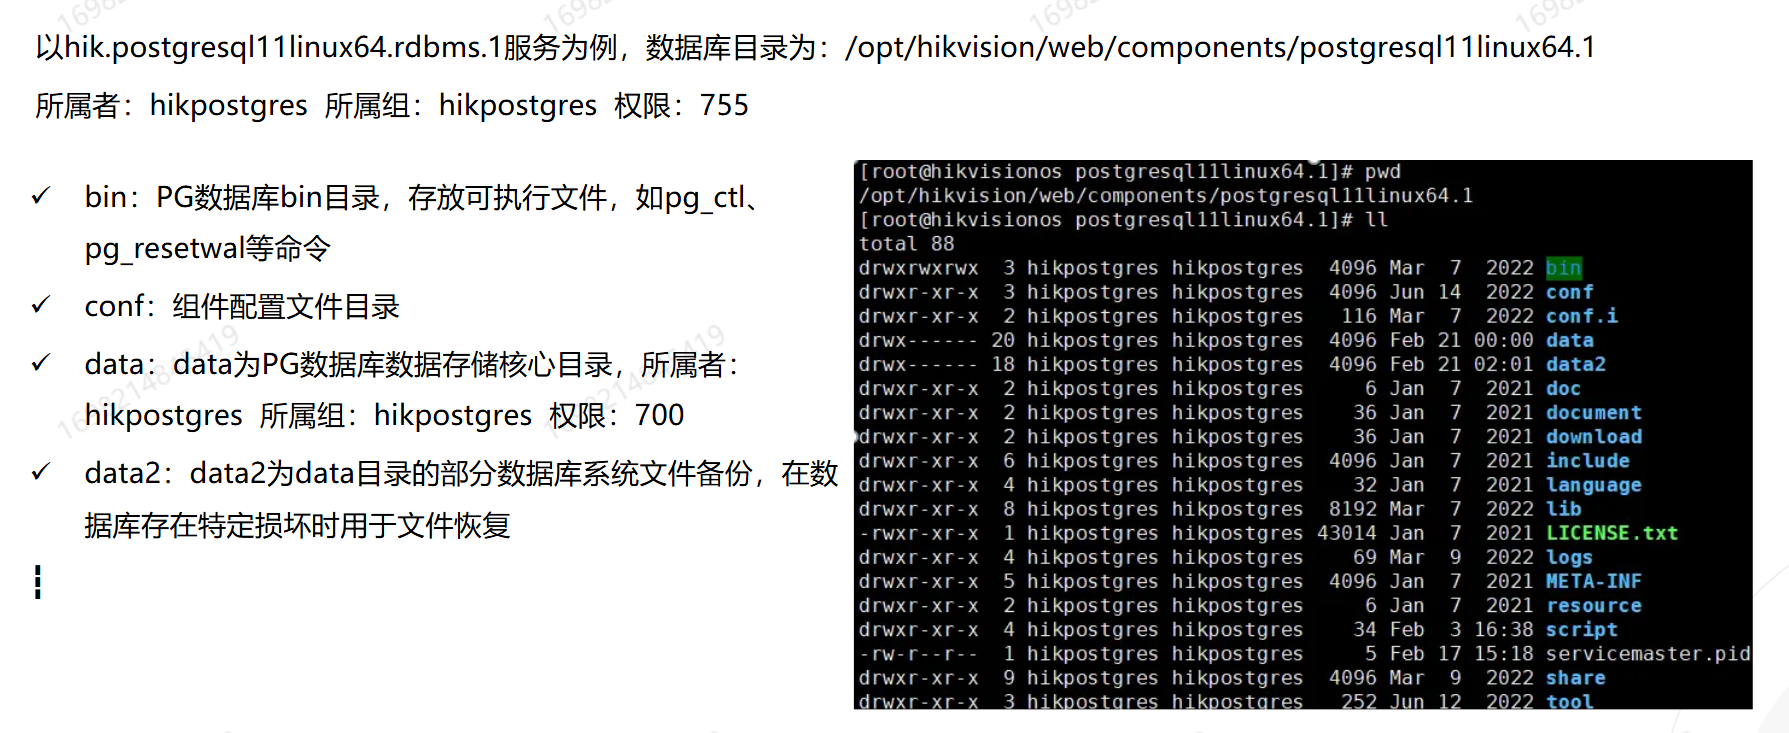 以hik.postgresql11linux64.rdbms.1服务为例，数据库目录为：/opt/hikvision/web/components/postgresql11linux64.1
所属者：hikpostgres 所属组：hikpostgres 权限：755
✓ bin：PG数据库bin目录，存放可执行文件，如pg_ctl、
pg_resetwal等命令
✓ conf：组件配置文件目录
✓ data：data为PG数据库数据存储核心目录，所属者：
hikpostgres 所属组：hikpostgres 权限：700
✓ data2：data2为data目录的部分数据库系统文件备份，在数
据库存在特定损坏时用于文件恢复
[root@hikvisionos postgresql11linux64.1]# pwd
/opt/hikvision/web/components/postgresql11linux64.1
[root@hikvisionos postgresql11linux64.1]# ll
total 88
drwxrwxrwx 3 hikpostgres hikpostgres 4096 Mar 7 2022 bin
drwxr-xr-x 3 hikpostgres hikpostgres 4096 Jun 14 2022 conf
drwxr-xr-x 2 hikpostgres hikpostgres 116 Mar 7 2022 conf.i
drwx------ 20 hikpostgres hikpostgres 4096 Feb 21 00:00 data
drwx------ 18 hikpostgres hikpostgres 4096 Feb 21 02:01 data2
drwxr-xr-x 2 hikpostgres hikpostgres 6 Jan 7 2021 doc
drwxr-xr-x 2 hikpostgres hikpostgres 36 Jan 7 2021 document
drwxr-xr-x 2 hikpostgres hikpostgres 36 Jan 7 2021 download
drwxr-xr-x 6 hikpostgres hikpostgres 4096 Jan 7 2021 include
drwxr-xr-x 4 hikpostgres hikpostgres 32 Jan 7 2021 language
drwxr-xr-x 8 hikpostgres hikpostgres 8192 Mar 7 2022 lib
-rwxr-xr-x 1 hikpostgres hikpostgres 43014 Jan 7 2021 LICENSE.txt
drwxr-xr-x 4 hikpostgres hikpostgres 69 Mar 9 2022 logs
drwxr-xr-x 5 hikpostgres hikpostgres 4096 Jan 7 2021 META-INF
drwxr-xr-x 2 hikpostgres hikpostgres 6 Jan 7 2021 resource
drwxr-xr-x 4 hikpostgres hikpostgres 34 Feb 3 16:38 script
-rw-r--r-- 1 hikpostgres hikpostgres 5 Feb 17 15:18 servicemaster.pid
drwxr-xr-x 9 hikpostgres hikpostgres 4096 Mar 9 2022 share
drwxr-xr-x 3 hikpostgres hikpostgres 252 Jun 12 2022 tool